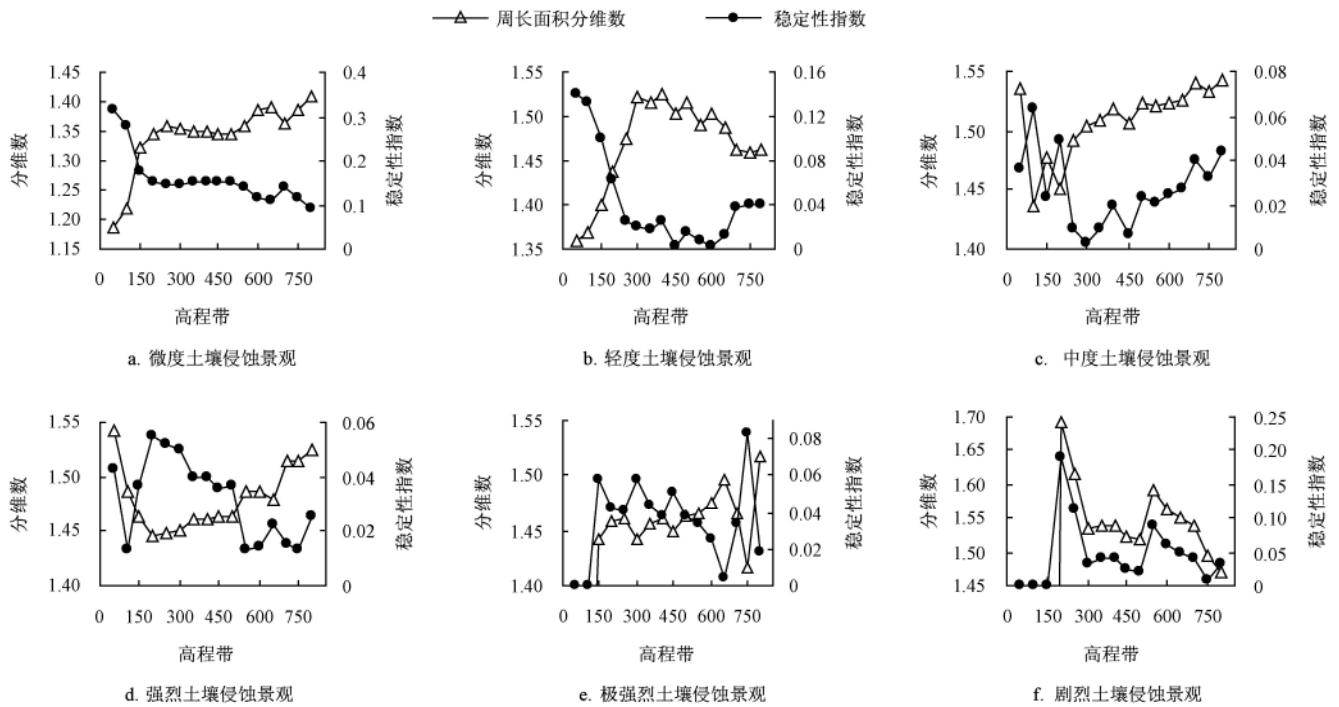 周长面积分维数 稳定性指数
1.45 1.40 1.35 1.30 1.25 1.20 1.15
分维数
0.4 0.3 0.2 0.1 0
稳定性指数
0 150 300 450 600 750
高程带
a. 微度土壤侵蚀景观
1.55 1.50 1.45 1.40 1.35
分维数
0.16 0.12 0.08 0.04 0
稳定性指数
0 150 300 450 600 750
高程带
b. 轻度土壤侵蚀景观
1.55 1.50 1.45 1.40
分维数
0.08 0.06 0.04 0.02 0
稳定性指数
0 150 300 450 600 750
高程带
c. 中度土壤侵蚀景观
1.55 1.50 1.45 1.40
分维数
0.06 0.04 0.02 0
稳定性指数
0 150 300 450 600 750
高程带
d. 强烈土壤侵蚀景观
1.55 1.50 1.45 1.40
分维数
0.08 0.06 0.04 0.02 0
稳定性指数
0 150 300 450 600 750
高程带
e. 极强烈土壤侵蚀景观
1.70 1.65 1.60 1.55 1.50 1.45
分维数
0.25 0.20 0.15 0.10 0.05 0
稳定性指数
0 150 300 450 600 750
高程带
f. 剧烈土壤侵蚀景观